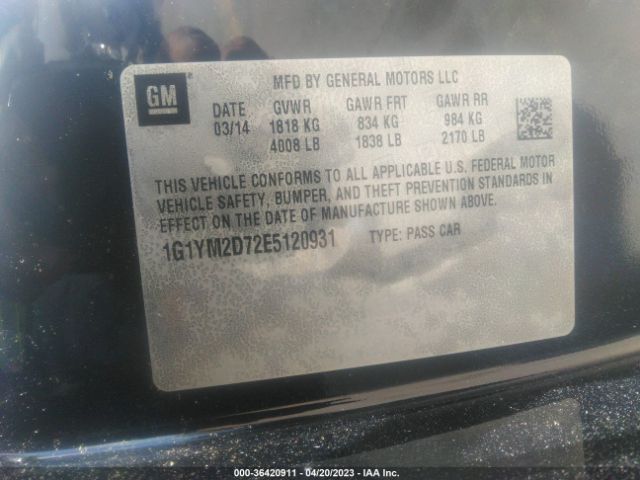 GM
MFD BY GENERAL MOTORS LLC
DATE GVWR GAWR FRT GAWR RR
03/14 1818 KG 834 KG 984 KG
4008 LB 1838 LB 2170 LB
THIS VEHICLE CONFORMS TO ALL APPLICABLE U.S. FEDERAL MOTOR
VEHICLE SAFETY, BUMPER, AND THEFT PREVENTION STANDARDS IN
EFFECT ON THE DATE OF MANUFACTURE SHOWN ABOVE.
1G1YM2D72E5120931 TYPE: PASS CAR
000-36420911 - 04/20/2023 - IAA Inc.